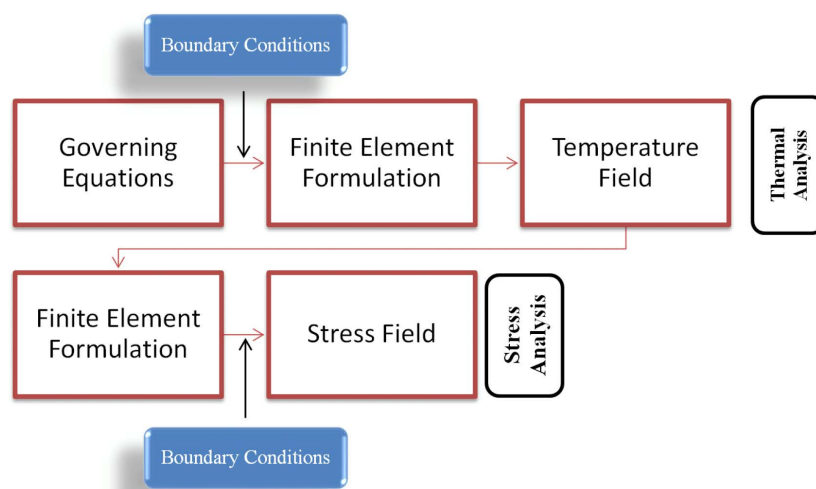 Boundary Conditions
Governing
Equations
Finite Element
Formulation
Temperature
Field
Thermal
Analysis
Finite Element
Formulation
Stress Field
Stress
Analysis
Boundary Conditions